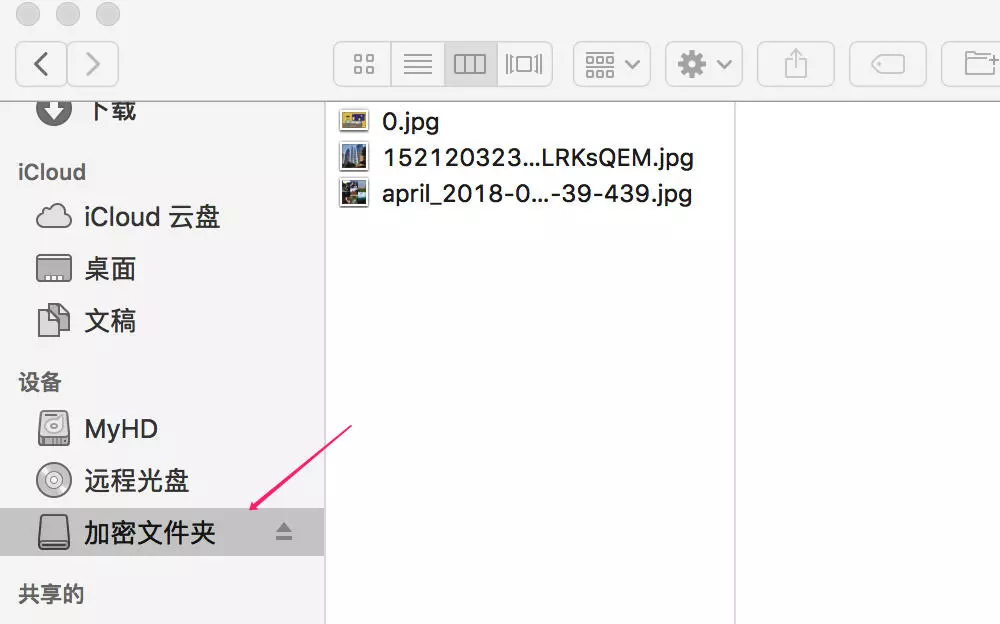 下载
iCloud
iCloud 云盘
桌面
文稿
设备
MyHD
远程光盘
加密文件夹
共享的
0.jpg
152120323...LRKsQEM.jpg
april_2018-0...-39-439.jpg